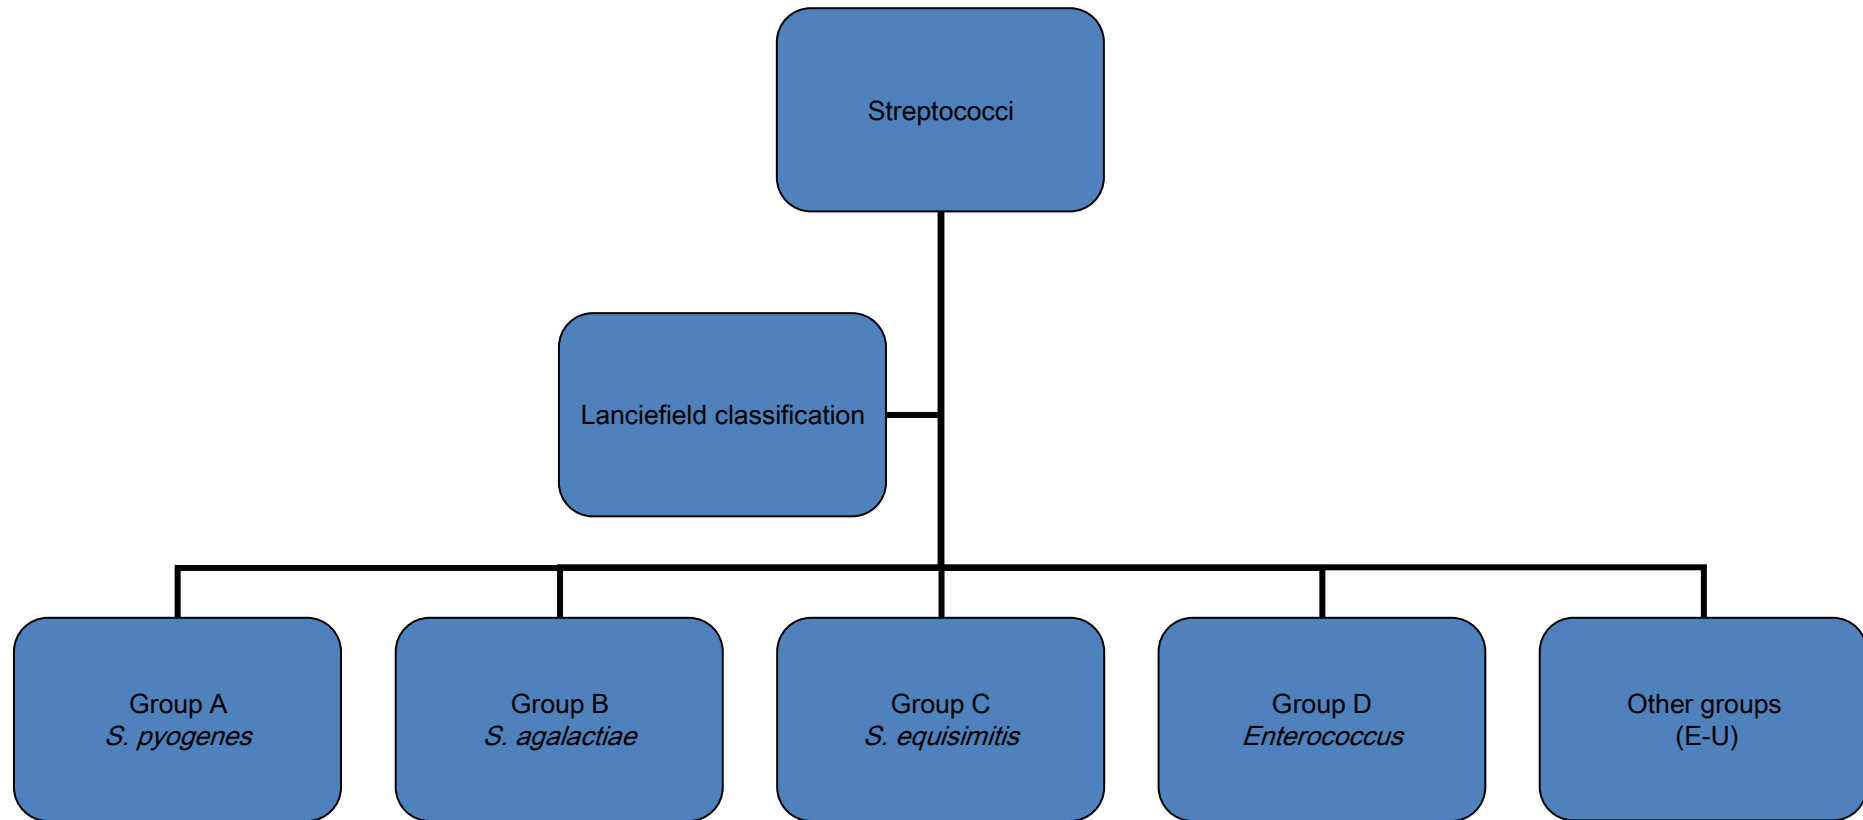 Streptococci
Lanciefield classification
Group A
S. pyogenes
Group B
S. agalactiae
Group C
S. equisimitis
Group D
Enterococcus
Other groups
(E-U)